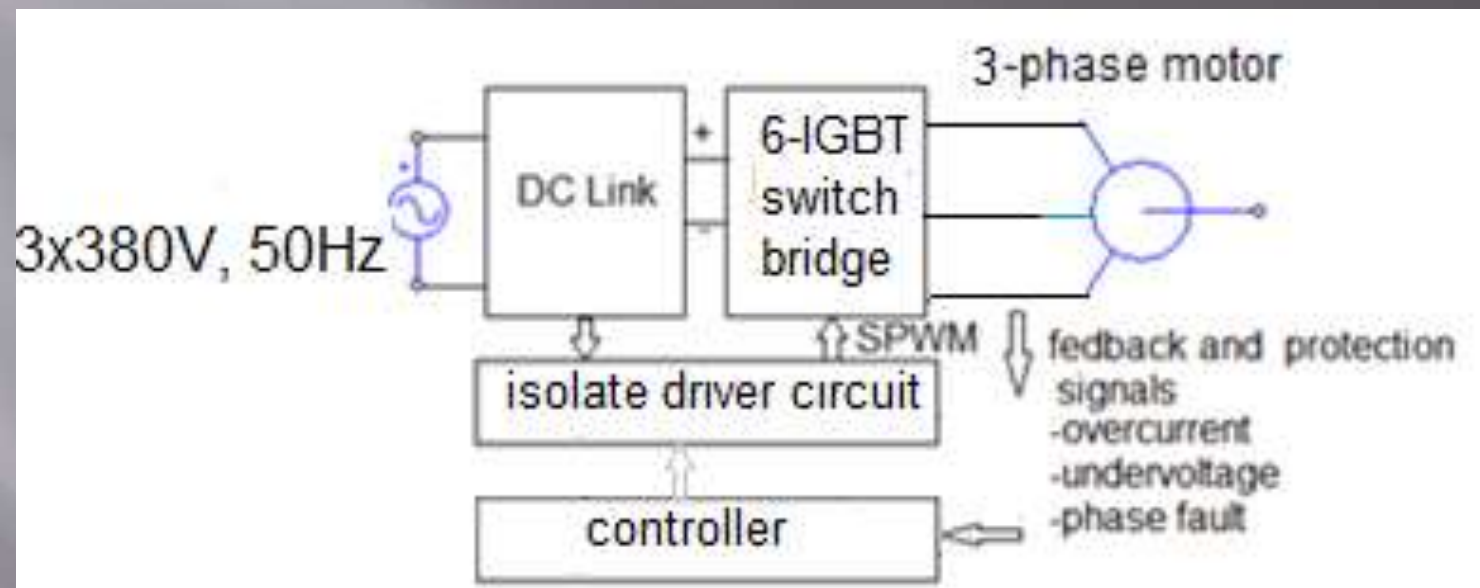 3-phase motor
6-IGBT
switch
bridge
DC Link
+
-
3x380V, 50Hz
SPWM
isolate driver circuit
fedback and protection
signals
-overcurrent
-undervoltage
-phase fault
controller